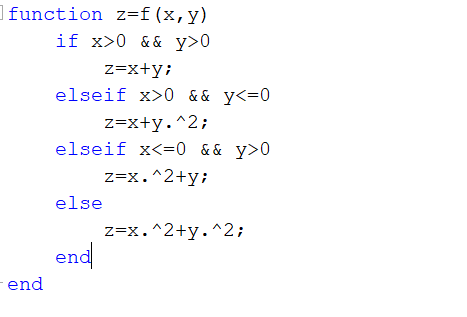 function z=f(x,y)
    if x>0 && y>0
        z=x+y;
    elseif x>0 && y<=0
        z=x+y.^2;
    elseif x<=0 && y>0
        z=x.^2+y;
    else
        z=x.^2+y.^2;
    end
end